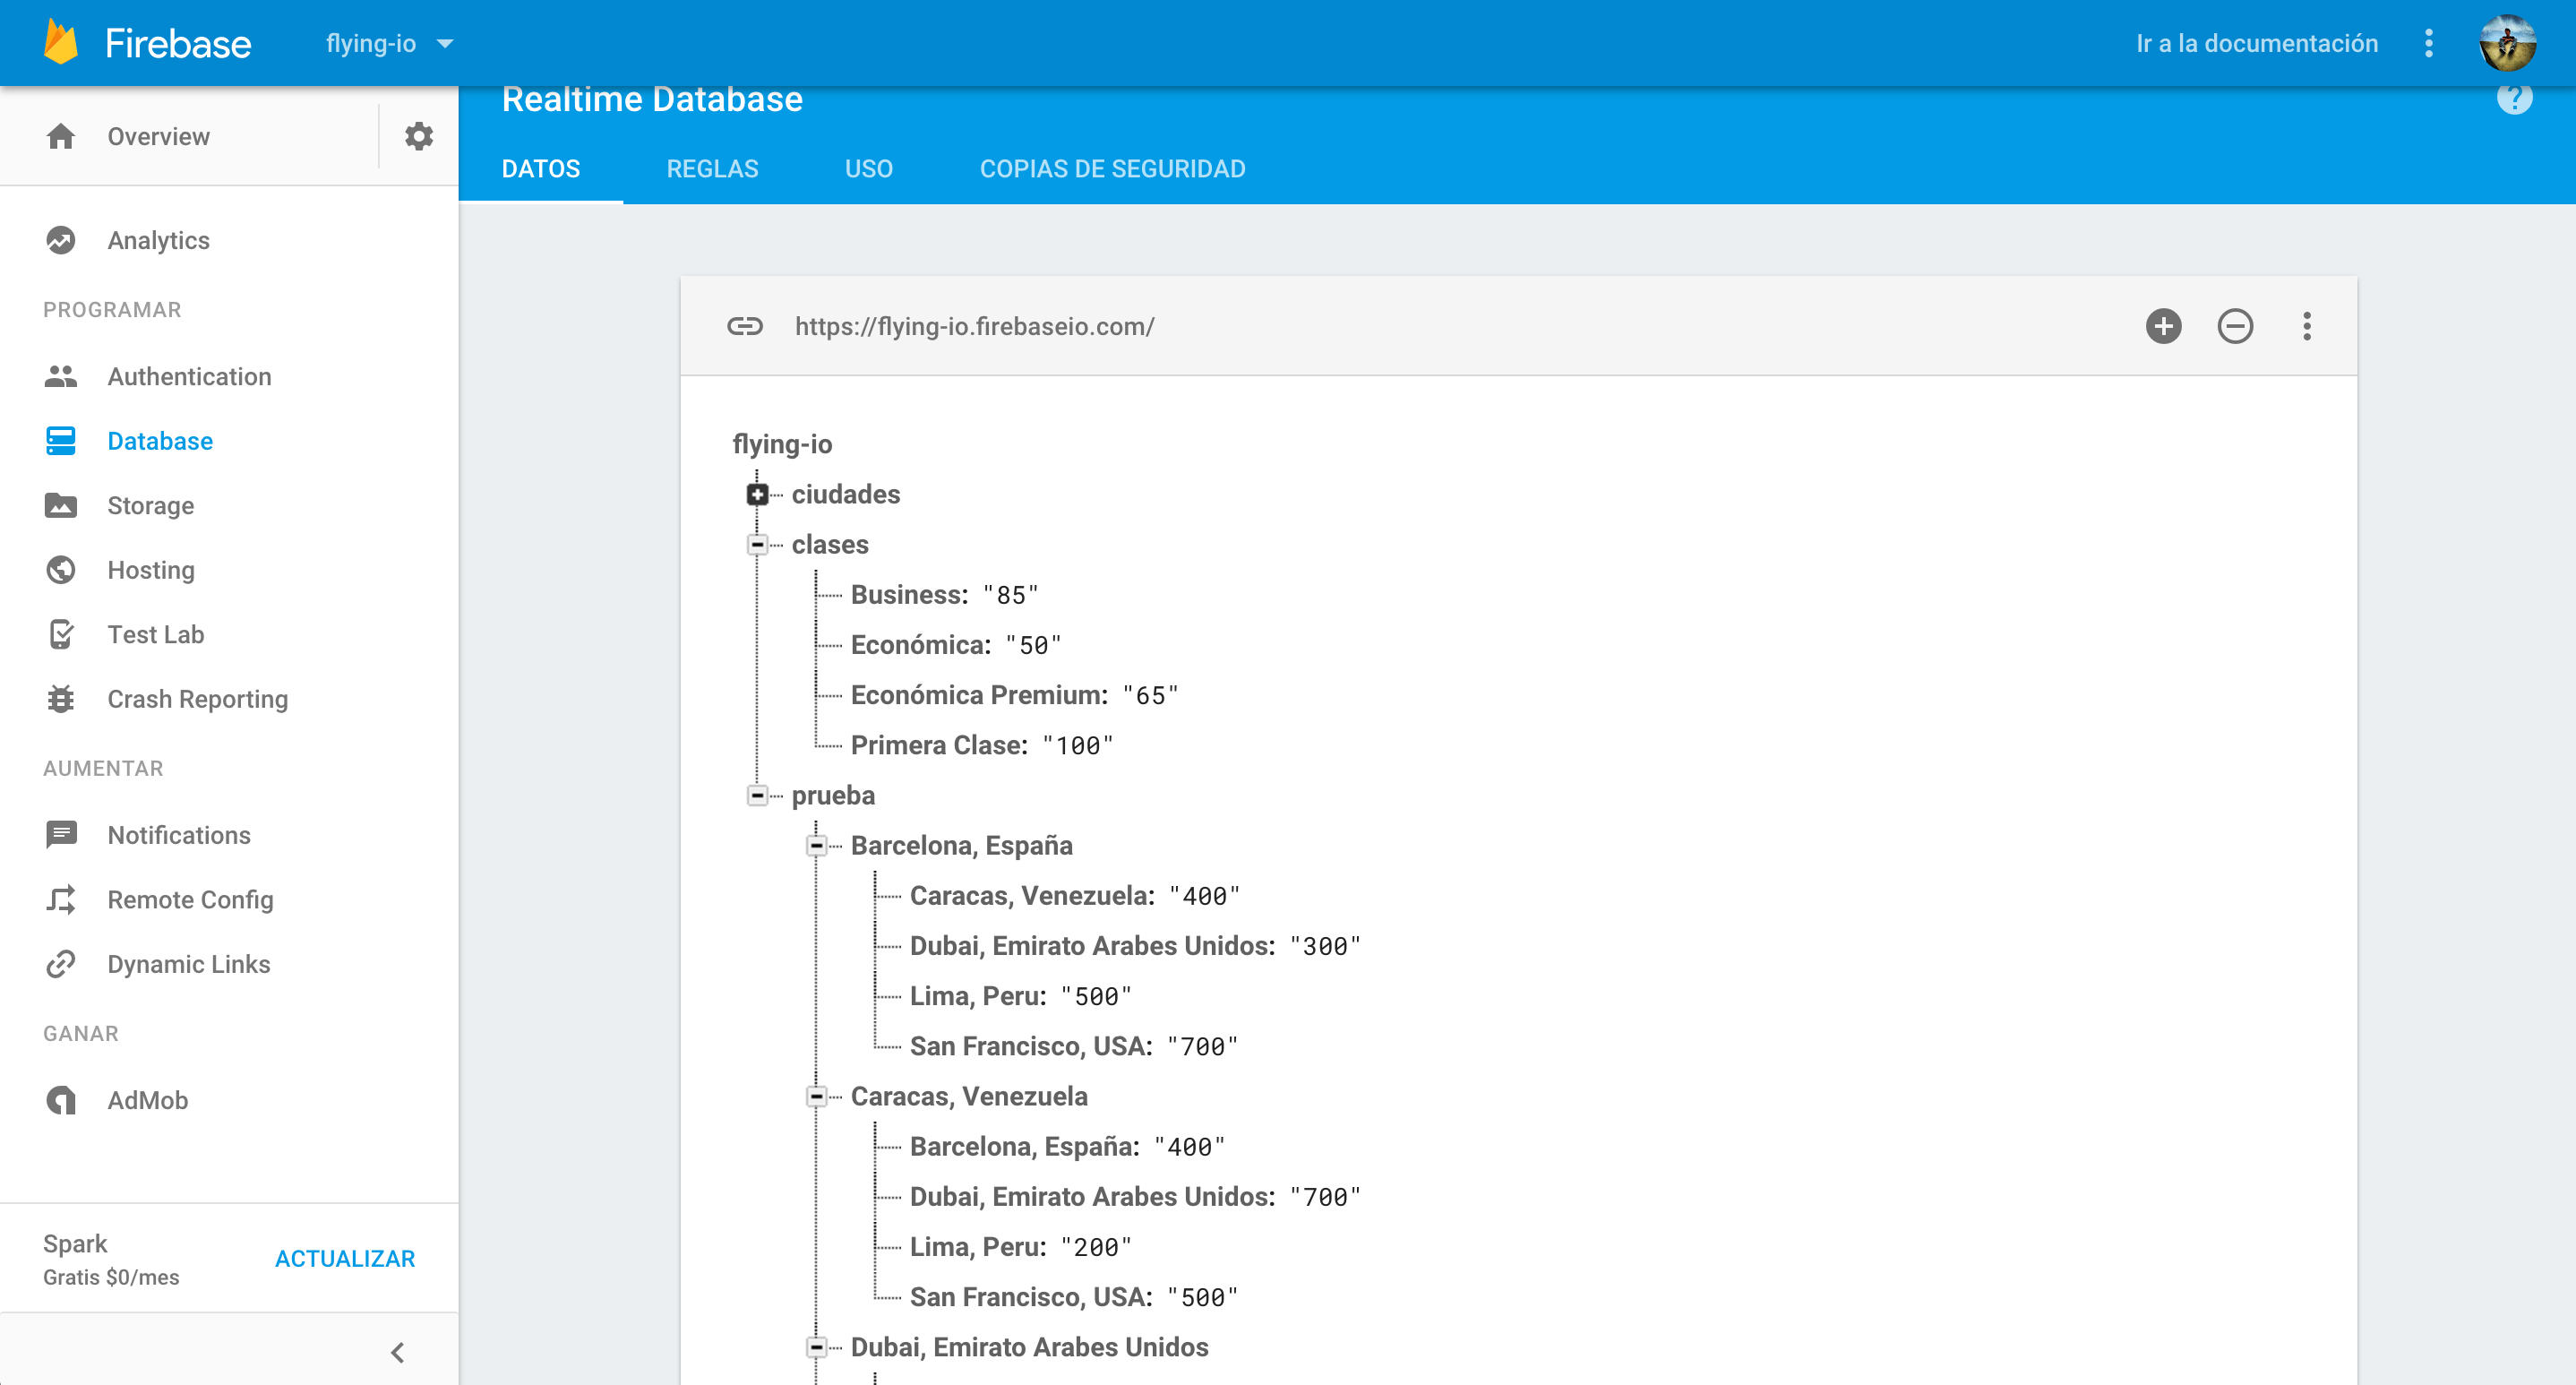 Firebase
flying-io
Ir a la documentación
Realtime Database
?
DATOS
REGLAS
USO
COPIAS DE SEGURIDAD
Overview
Analytics
PROGRAMAR
Authentication
Database
Storage
Hosting
Test Lab
Crash Reporting
AUMENTAR
Notifications
Remote Config
Dynamic Links
GANAR
AdMob
Spark
Gratis $0/mes
ACTUALIZAR
https://flying-io.firebaseio.com/
flying-io
ciudades
clases
Business: "85"
Económica: "50"
Económica Premium: "65"
Primera Clase: "100"
prueba
Barcelona, España
Caracas, Venezuela: "400"
Dubai, Emirato Arabes Unidos: "300"
Lima, Peru: "500"
San Francisco, USA: "700"
Caracas, Venezuela
Barcelona, España: "400"
Dubai, Emirato Arabes Unidos: "700"
Lima, Peru: "200"
San Francisco, USA: "500"
Dubai, Emirato Arabes Unidos